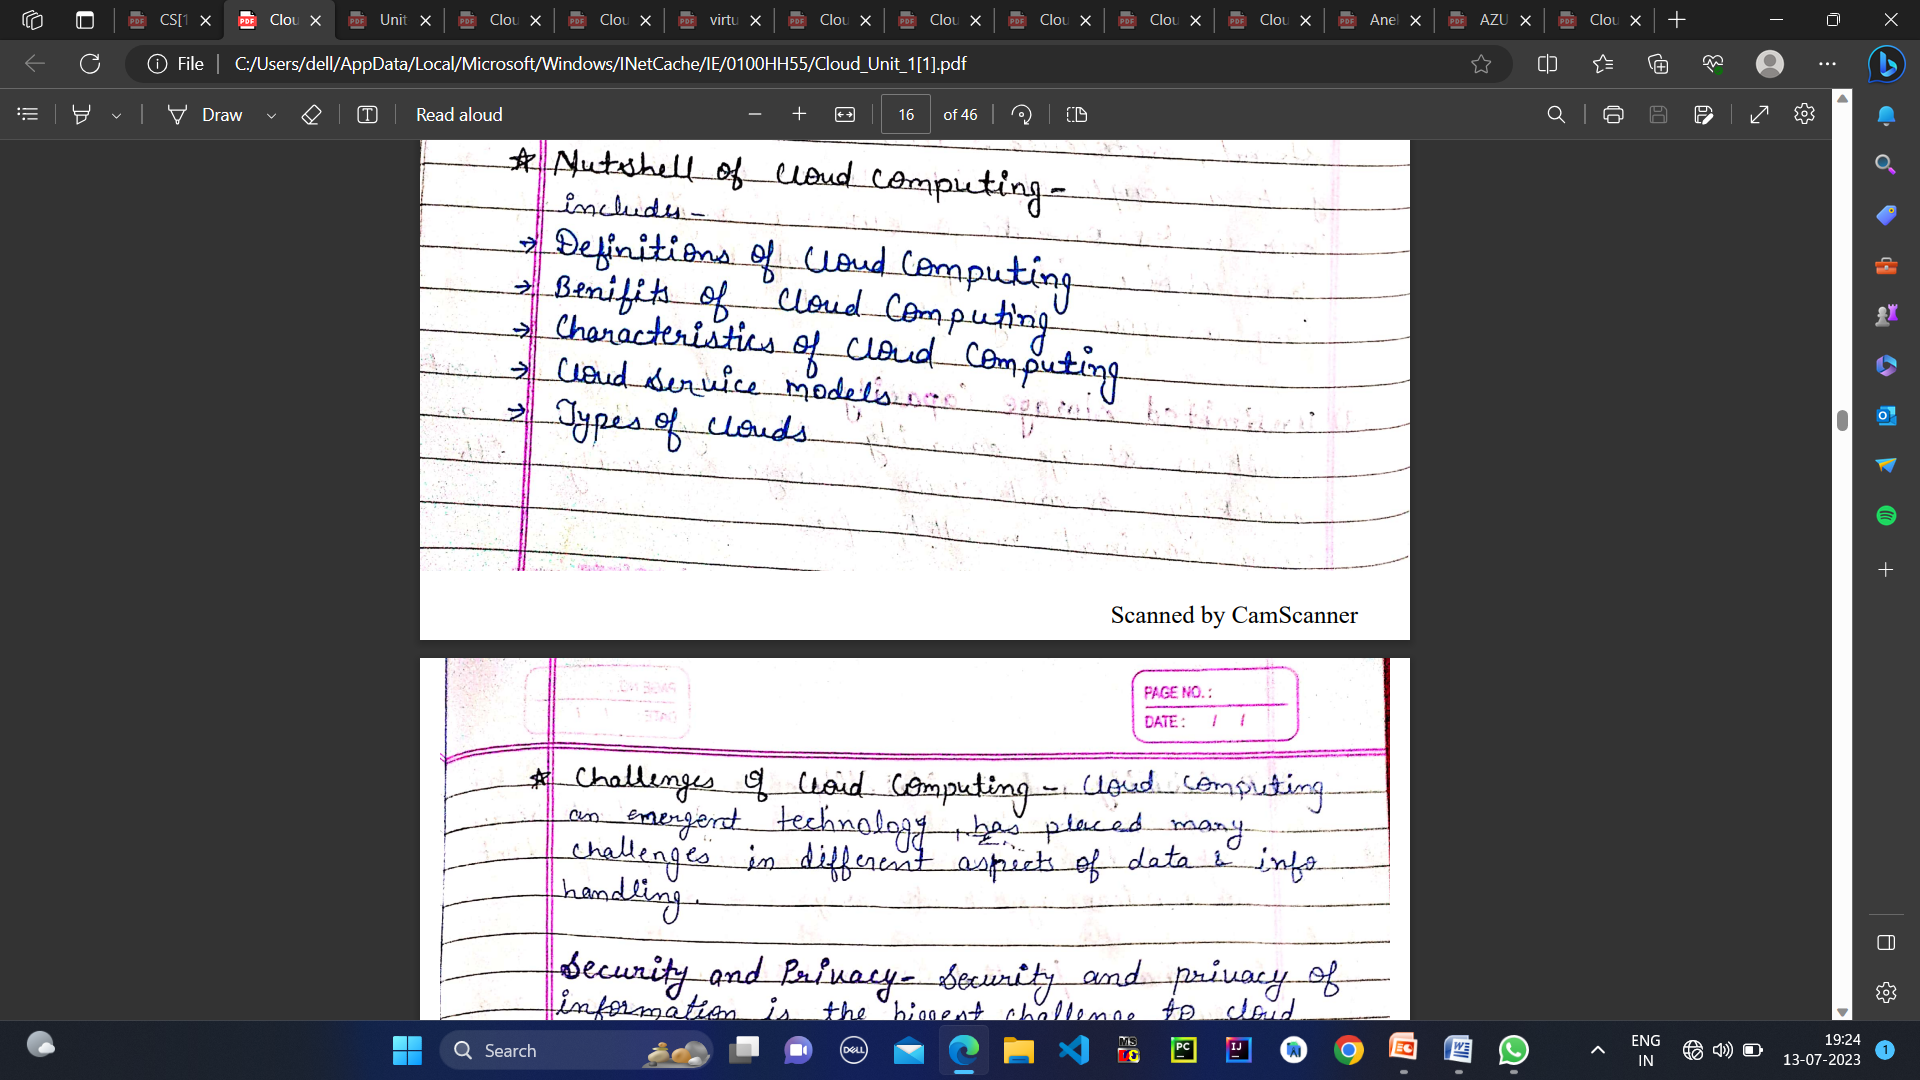 CS[1
Clou
Unit
Clou
Clou
virtu
Clou
Clou
Clou
Clou
Clou
Anel
AZU
Clou
File
C:/Users/dell/AppData/Local/Microsoft/Windows/INetCache/IE/0100HH55/Cloud_Unit_1[1].pdf
Draw
Read aloud
16 of 46
* Nutshell of Cloud Computing-
includes-
→ Definitions of Cloud Computing
→ Benifits of Cloud Computing
→ Characteristics of Cloud Computing
→ Cloud service models
→ Types of clouds
Scanned by CamScanner
PAGE NO.:
DATE: / /
* Challenges of Cloud Computing - Cloud computing
an emergent technology, has placed many
challenges in different aspects of data & info
handling.
Security and Privacy- Security and privacy of
information is the biggest challenge to cloud
Search
DELL
MS
PC
IJ
ENG
IN
19:24
13-07-2023
1